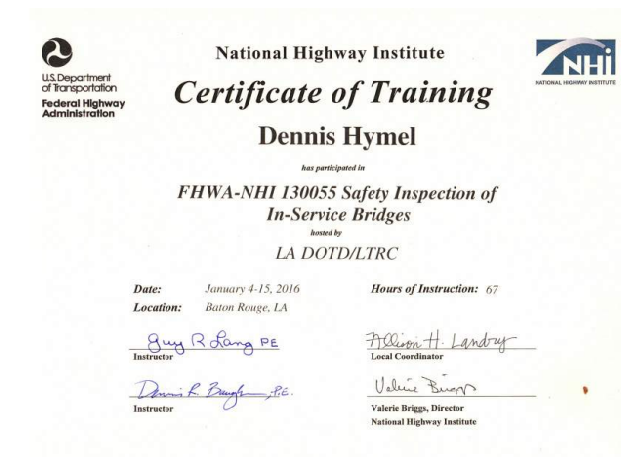 U.S. Department
of Transportation
Federal Highway
Administration
National Highway Institute
NHi
NATIONAL HIGHWAY INSTITUTE
Certificate of Training
Dennis Hymel
has participated in
FHWA-NHI 130055 Safety Inspection of
In-Service Bridges
hosted by
LA DOTD/LTRC
Date: January 4-15, 2016
Hours of Instruction: 67
Location: Baton Rouge, LA
Guy R Lang PE
Instructor
Allison H. Landry
Local Coordinator
Dennis R. , P.E.
Instructor
Valerie Briggs
Valerie Briggs, Director
National Highway Institute